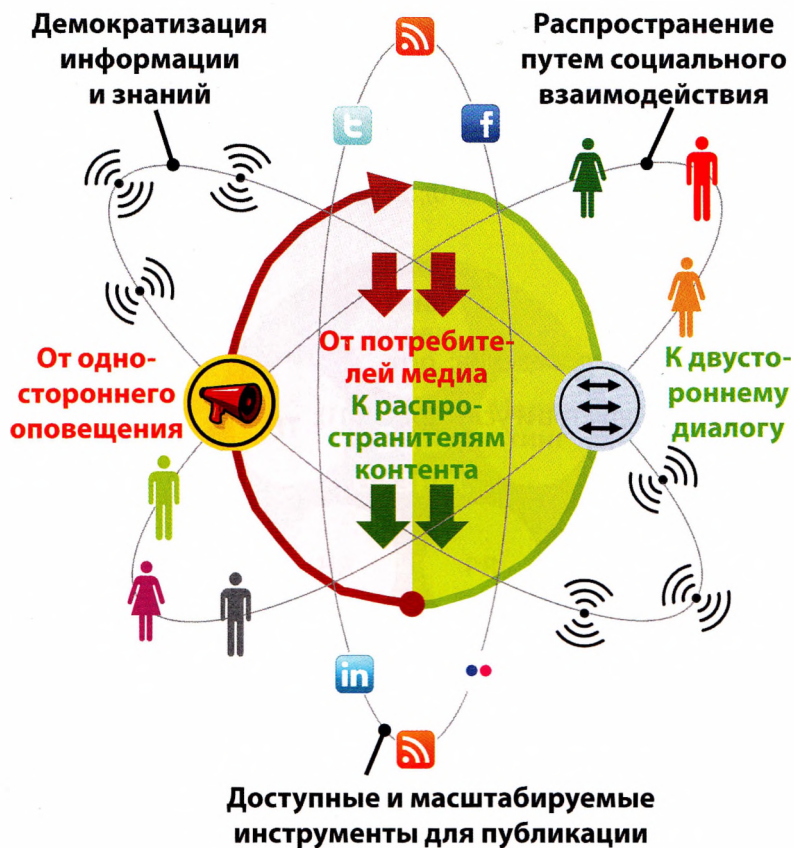 Демократизация
информации
и знаний
Распространение
путем социального
взаимодействия
t
f
От одно-
стороннего
оповещения
От потребите-
лей медиа
К распро-
странителям
контента
К двусто-
роннему
диалогу
in
Доступные и масштабируемые
инструменты для публикации